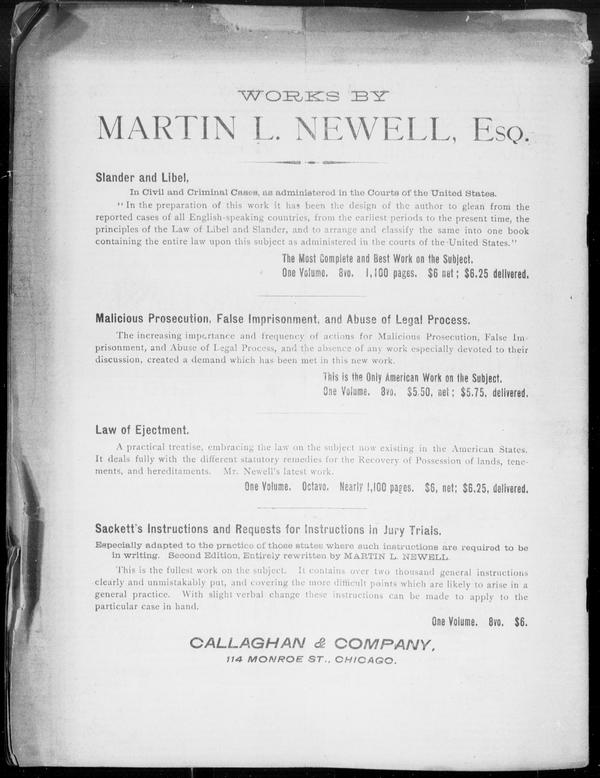 WORKS BY
MARTIN L. NEWELL, ESQ.
Slander and Libel,
In Civil and Criminal Cases, as administered in the Courts of the United States.
"In the preparation of this work it has been the design of the author to glean from the
reported cases of all English-speaking countries, from the earliest periods to the present time, the
principles of the Law of Libel and Slander, and to arrange and classify the same into one book
containing the entire law upon this subject as administered in the courts of the United States."
The Most Complete and Best Work on the Subject.
One Volume. 8vo. 1,100 pages. $6 net; $6.25 delivered.
Malicious Prosecution, False Imprisonment, and Abuse of Legal Process.
The increasing importance and frequency of actions for Malicious Prosecution, False Im-
prisonment, and Abuse of Legal Process, and the absence of any work especially devoted to their
discussion, created a demand which has been met in this new work.
This is the Only American Work on the Subject.
One Volume. 8vo. $5.50, net; $5.75, delivered.
Law of Ejectment.
A practical treatise, embracing the law on the subject now existing in the American States.
It deals fully with the different statutory remedies for the Recovery of Possession of lands, tene-
ments, and hereditaments. Mr. Newell's latest work.
One Volume. Octavo. Nearly 1,100 pages. $6, net; $6.25, delivered.
Sackett's Instructions and Requests for Instructions in Jury Trials.
Especially adapted to the practice of those states where such instructions are required to be
in writing. Second Edition, Entirely rewritten by MARTIN L. NEWELL.
This is the fullest work on the subject. It contains over two thousand general instructions
clearly and unmistakably put, and covering the more difficult points which are likely to arise in a
general practice. With slight verbal change these instructions can be made to apply to the
particular case in hand.
One Volume. 8vo. $6.
CALLAGHAN & COMPANY,
114 MONROE ST., CHICAGO.